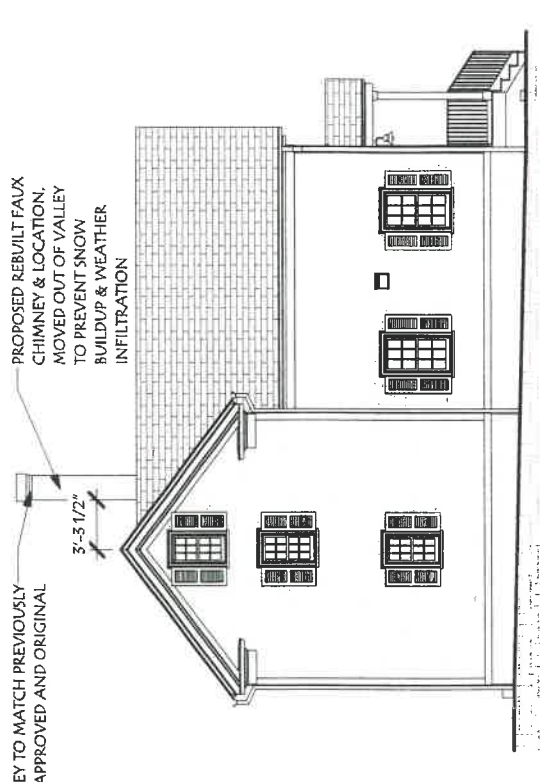 PROPOSED REBUILT FAUX
CHIMNEY & LOCATION,
MOVED OUT OF VALLEY
TO PREVENT SNOW
BUILDUP & WEATHER
INFILTRATION
3'-3 1/2"
EY TO MATCH PREVIOUSLY
APPROVED AND ORIGINAL